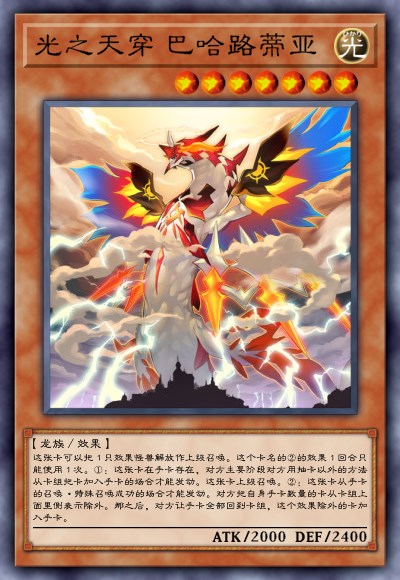 光之天穿 巴哈路蒂亚
光
【龙族／效果】
这张卡可以把1只效果怪兽解放作上级召唤。这个卡名的②的效果1回合只
能使用1次。①：这张卡在手卡存在，对方主要阶段对方用抽卡以外的方法
从卡组把卡加入手卡的场合才能发动。这张卡上级召唤。②：这张卡从手卡
的召唤·特殊召唤成功的场合才能发动。对方把自身手卡数量的卡从卡组上
面里侧表示除外。那之后，对方让手卡全部回到卡组，这个效果除外的卡加
入手卡。
ATK/2000 DEF/2400